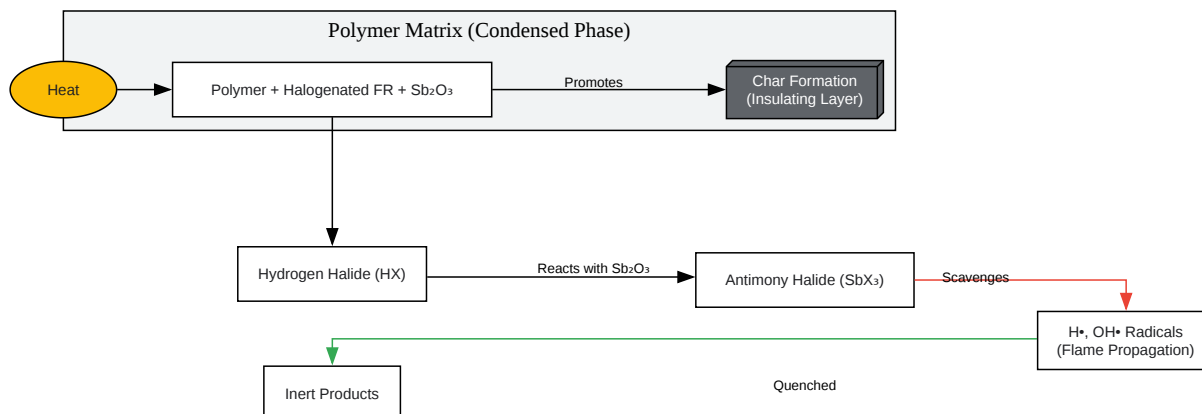 Polymer Matrix (Condensed Phase)
Heat
Polymer + Halogenated FR + Sb₂O₃
Promotes
Char Formation
(Insulating Layer)
Hydrogen Halide (HX)
Reacts with Sb₂O₃
Antimony Halide (SbX₃)
Scavenges
H•, OH• Radicals
(Flame Propagation)
Inert Products
Quenched